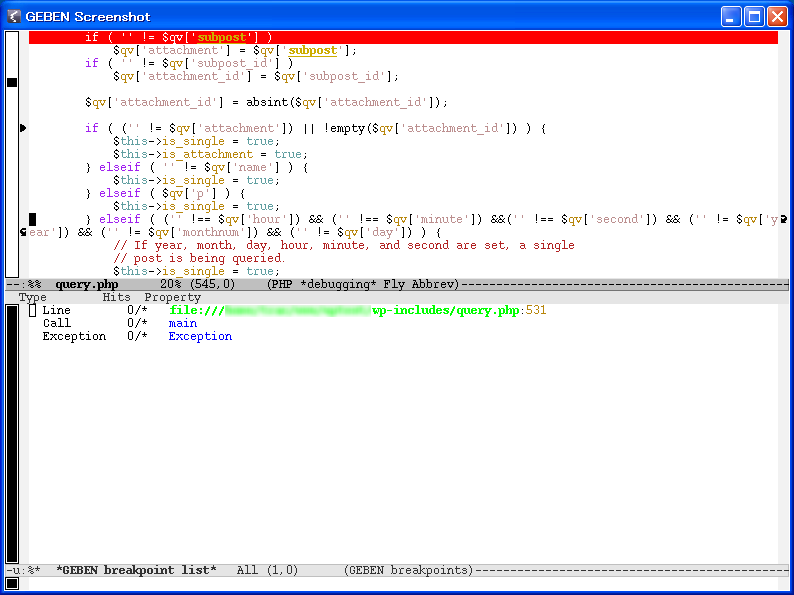 GEBEN Screenshot
if ( '' != $qv['subpost'] )
$qv['attachment'] = $qv['subpost'];
if ( '' != $qv['subpost_id'] )
$qv['attachment_id'] = $qv['subpost_id'];
$qv['attachment_id'] = absint($qv['attachment_id']);
if ( ('' != $qv['attachment']) || !empty($qv['attachment_id']) ) {
$this->is_single = true;
$this->is_attachment = true;
} elseif ( '' != $qv['name'] ) {
$this->is_single = true;
} elseif ( $qv['p'] ) {
$this->is_single = true;
} elseif ( ('' !== $qv['hour']) && ('' !== $qv['minute']) &&('' !== $qv['second']) && ('' != $qv['y
ear']) && ('' != $qv['monthnum']) && ('' != $qv['day']) ) {
// If year, month, day, hour, minute, and second are set, a single
// post is being queried.
$this->is_single = true;
--:%% query.php 20% (545,0) (PHP *debugging* Fly Abbrev)--------------------------------------------------
Type Hits Property
Line 0/* file:///wp-includes/query.php:531
Call 0/* main
Exception 0/* Exception
-u:%* *GEBEN breakpoint list* All (1,0) (GEBEN breakpoints)------------------------------------------------